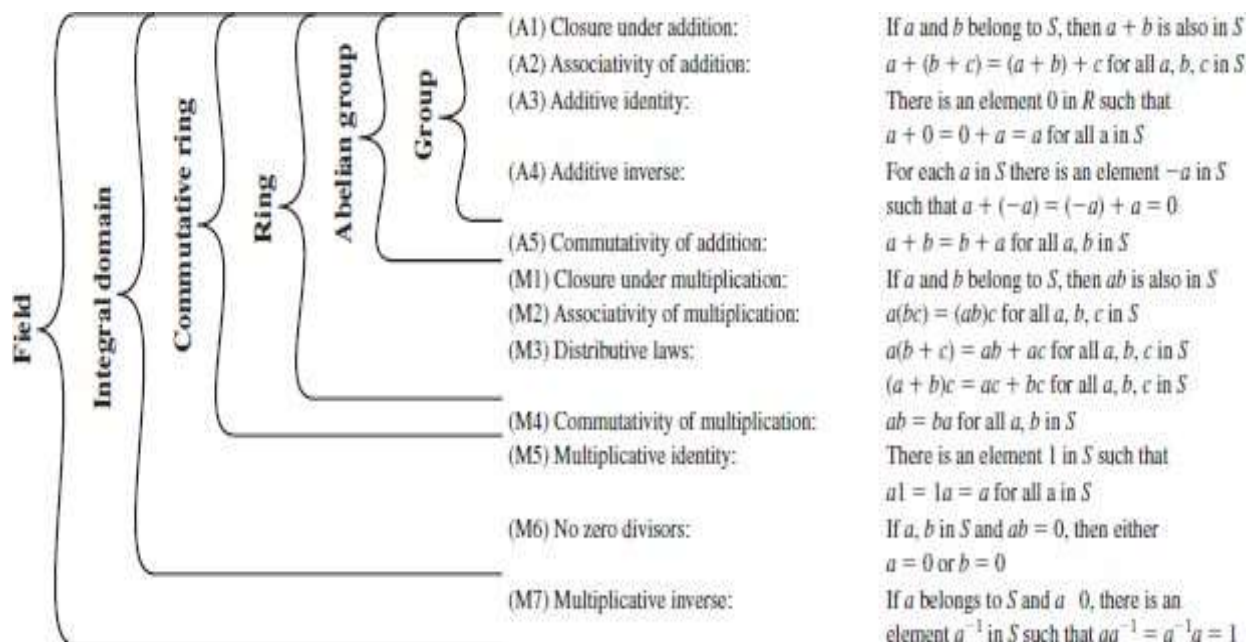 Field
Integral domain
Commutative ring
Ring
Abelian group
Group
(A1) Closure under addition: If a and b belong to S, then a + b is also in S
(A2) Associativity of addition: a + (b + c) = (a + b) + c for all a, b, c in S
(A3) Additive identity: There is an element 0 in R such that
a + 0 = 0 + a = a for all a in S
(A4) Additive inverse: For each a in S there is an element −a in S
such that a + (−a) = (−a) + a = 0
(A5) Commutativity of addition: a + b = b + a for all a, b in S
(M1) Closure under multiplication: If a and b belong to S, then ab is also in S
(M2) Associativity of multiplication: a(bc) = (ab)c for all a, b, c in S
(M3) Distributive laws: a(b + c) = ab + ac for all a, b, c in S
(a + b)c = ac + bc for all a, b, c in S
(M4) Commutativity of multiplication: ab = ba for all a, b in S
(M5) Multiplicative identity: There is an element 1 in S such that
a1 = 1a = a for all a in S
(M6) No zero divisors: If a, b in S and ab = 0, then either
a = 0 or b = 0
(M7) Multiplicative inverse: If a belongs to S and a 0, there is an
element a⁻¹ in S such that aa⁻¹ = a⁻¹a = 1